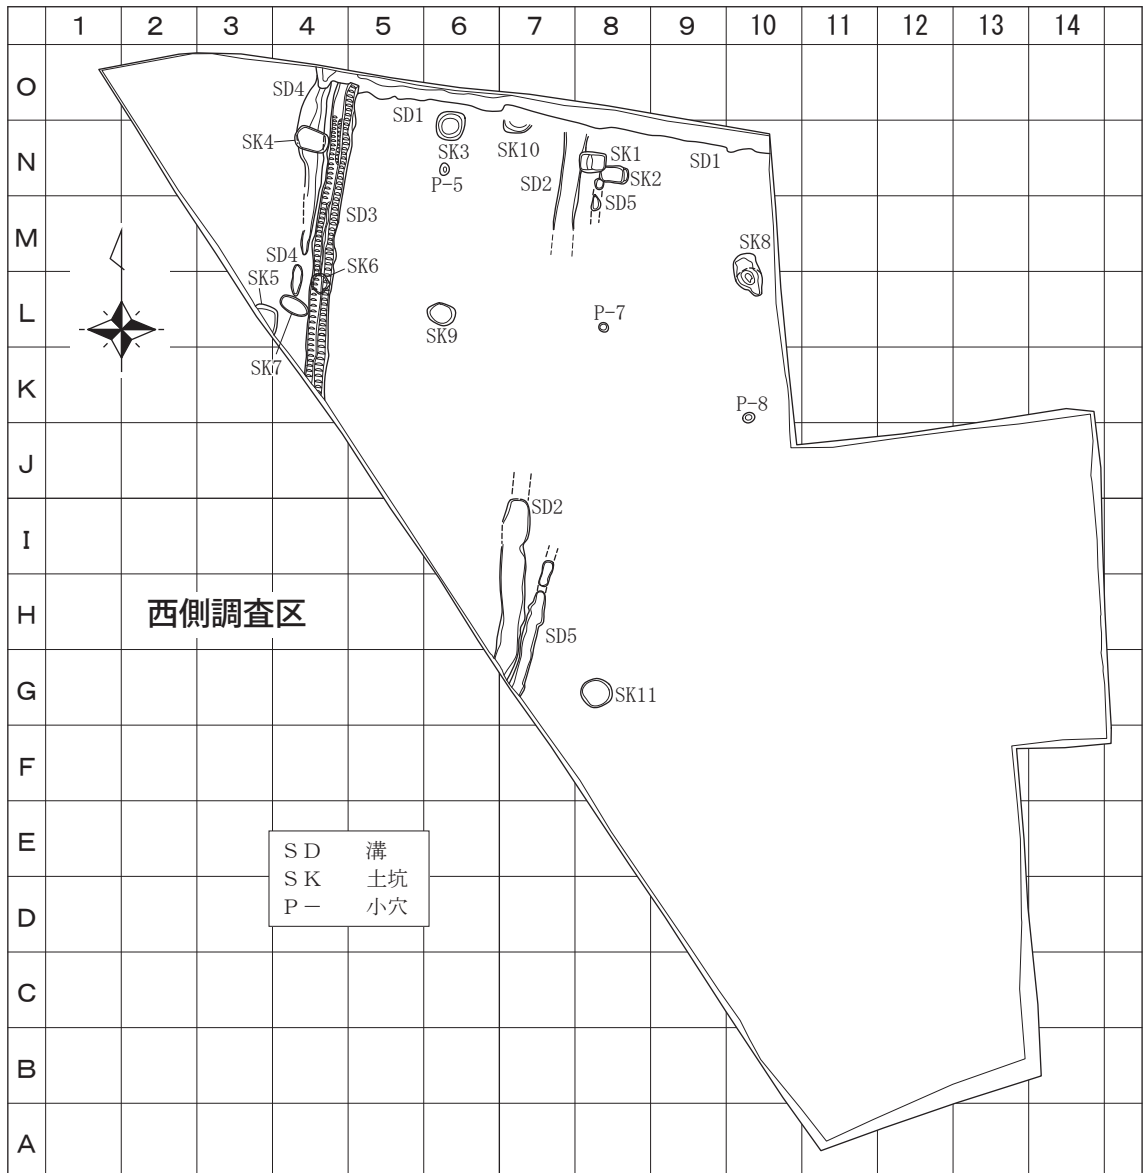 1 2 3 4 5 6 7 8 9 10 11 12 13 14
O
SD4
SD1
N
SK4
SK3
SK10
SK1
SD1
P-5
SD2
SK2
SD5
M
SD3
SK8
SD4
SK6
SK5
L
P-7
SK9
SK7
K
P-8
J
SD2
I
H
西側調査区
SD5
G
SK11
F
E
SD 溝
SK 土坑
P- 小穴
D
C
B
A